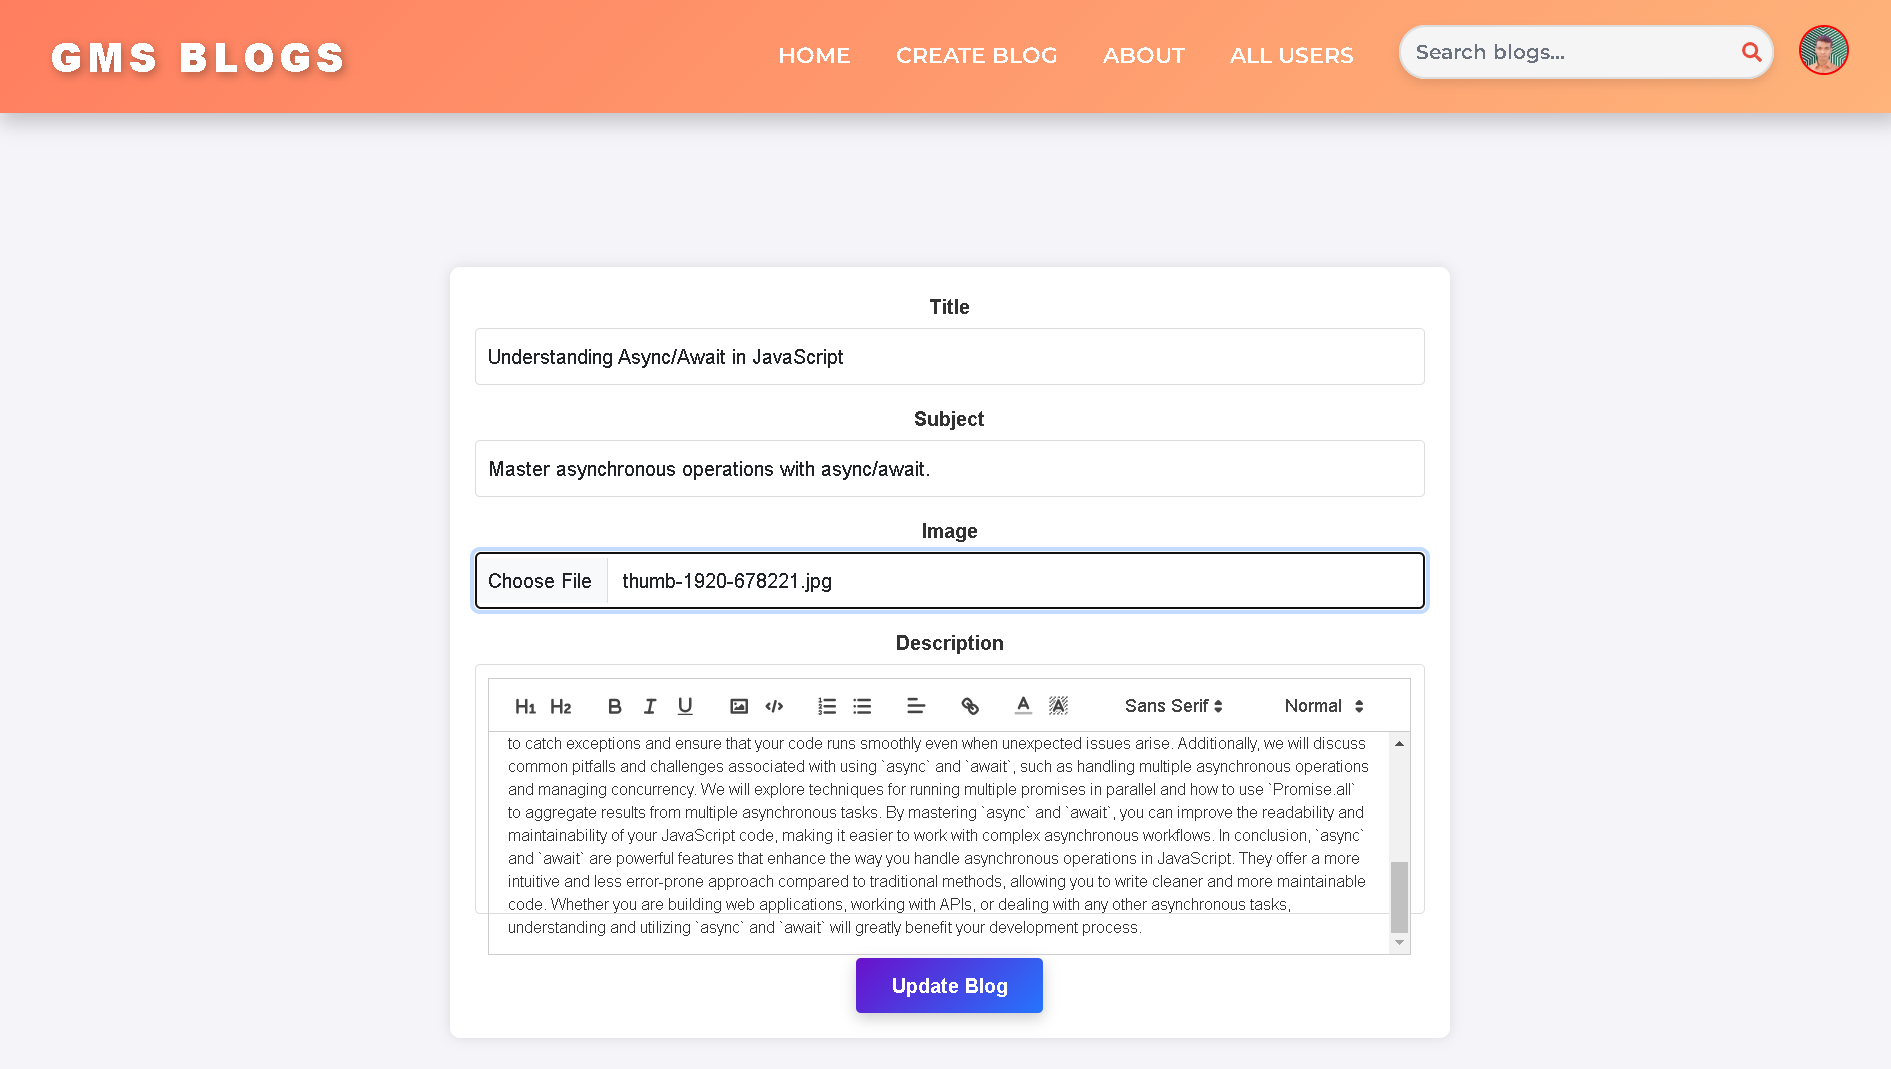 GMS BLOGS
HOME CREATE BLOG ABOUT ALL USERS Search blogs...
Title
Understanding Async/Await in JavaScript
Subject
Master asynchronous operations with async/await.
Image
Choose File thumb-1920-678221.jpg
Description
H1 H2 B I U A A Sans Serif Normal
to catch exceptions and ensure that your code runs smoothly even when unexpected issues arise. Additionally, we will discuss
common pitfalls and challenges associated with using `async` and `await`, such as handling multiple asynchronous operations
and managing concurrency. We will explore techniques for running multiple promises in parallel and how to use `Promise.all`
to aggregate results from multiple asynchronous tasks. By mastering `async` and `await`, you can improve the readability and
maintainability of your JavaScript code, making it easier to work with complex asynchronous workflows. In conclusion, `async`
and `await` are powerful features that enhance the way you handle asynchronous operations in JavaScript. They offer a more
intuitive and less error-prone approach compared to traditional methods, allowing you to write cleaner and more maintainable
code. Whether you are building web applications, working with APIs, or dealing with any other asynchronous tasks,
understanding and utilizing `async` and `await` will greatly benefit your development process.
Update Blog